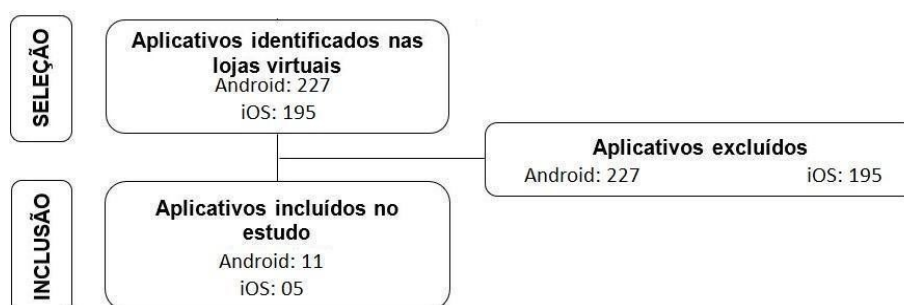 SELEÇÃO
Aplicativos identificados nas
lojas virtuais
Android: 227
iOS: 195
Aplicativos excluídos
Android: 227 iOS: 195
INCLUSÃO
Aplicativos incluídos no
estudo
Android: 11
iOS: 05